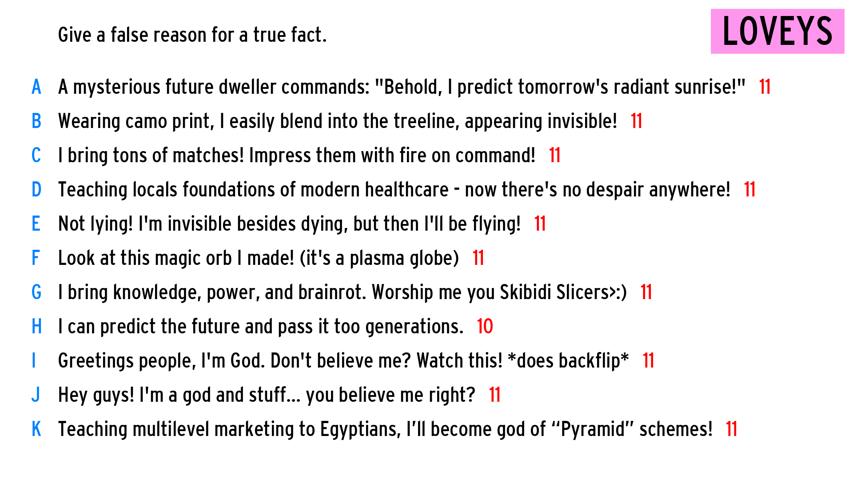 Give a false reason for a true fact.
LOVEYS
A A mysterious future dweller commands: "Behold, I predict tomorrow's radiant sunrise!" 11
B Wearing camo print, I easily blend into the treeline, appearing invisible! 11
C I bring tons of matches! Impress them with fire on command! 11
D Teaching locals foundations of modern healthcare - now there's no despair anywhere! 11
E Not lying! I'm invisible besides dying, but then I'll be flying! 11
F Look at this magic orb I made! (it's a plasma globe) 11
G I bring knowledge, power, and brainrot. Worship me you Skibidi Slicers>:) 11
H I can predict the future and pass it too generations. 10
I Greetings people, I'm God. Don't believe me? Watch this! *does backflip* 11
J Hey guys! I'm a god and stuff... you believe me right? 11
K Teaching multilevel marketing to Egyptians, I’ll become god of “Pyramid” schemes! 11